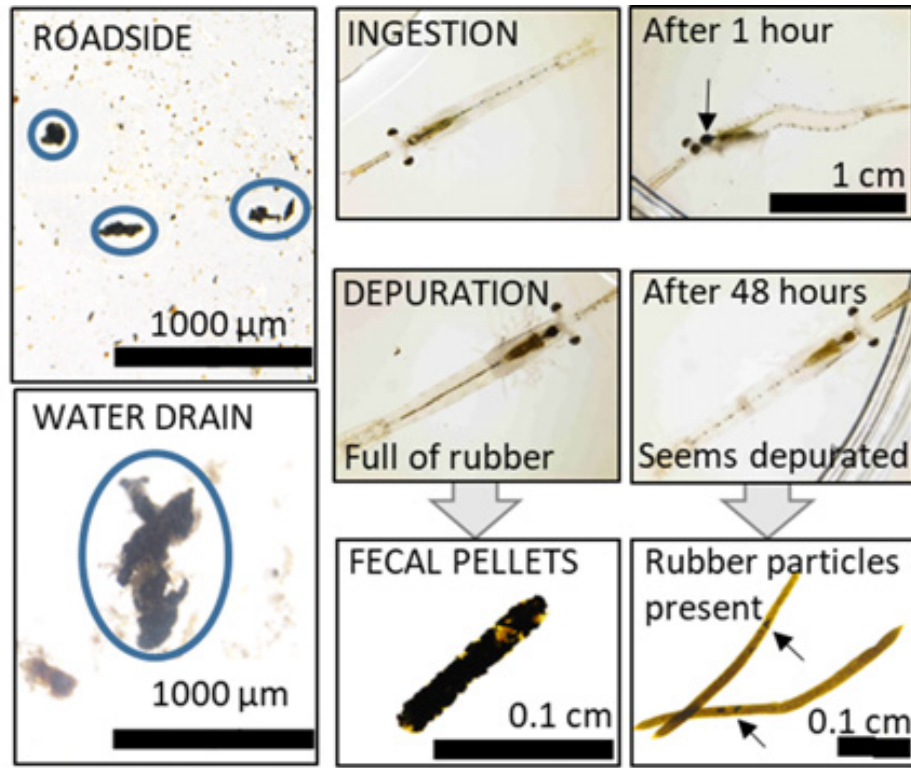 ROADSIDE
1000 µm
WATER DRAIN
1000 µm
INGESTION
After 1 hour
1 cm
DEPURATION
Full of rubber
After 48 hours
Seems depurated
FECAL PELLETS
0.1 cm
Rubber particles
present
0.1 cm